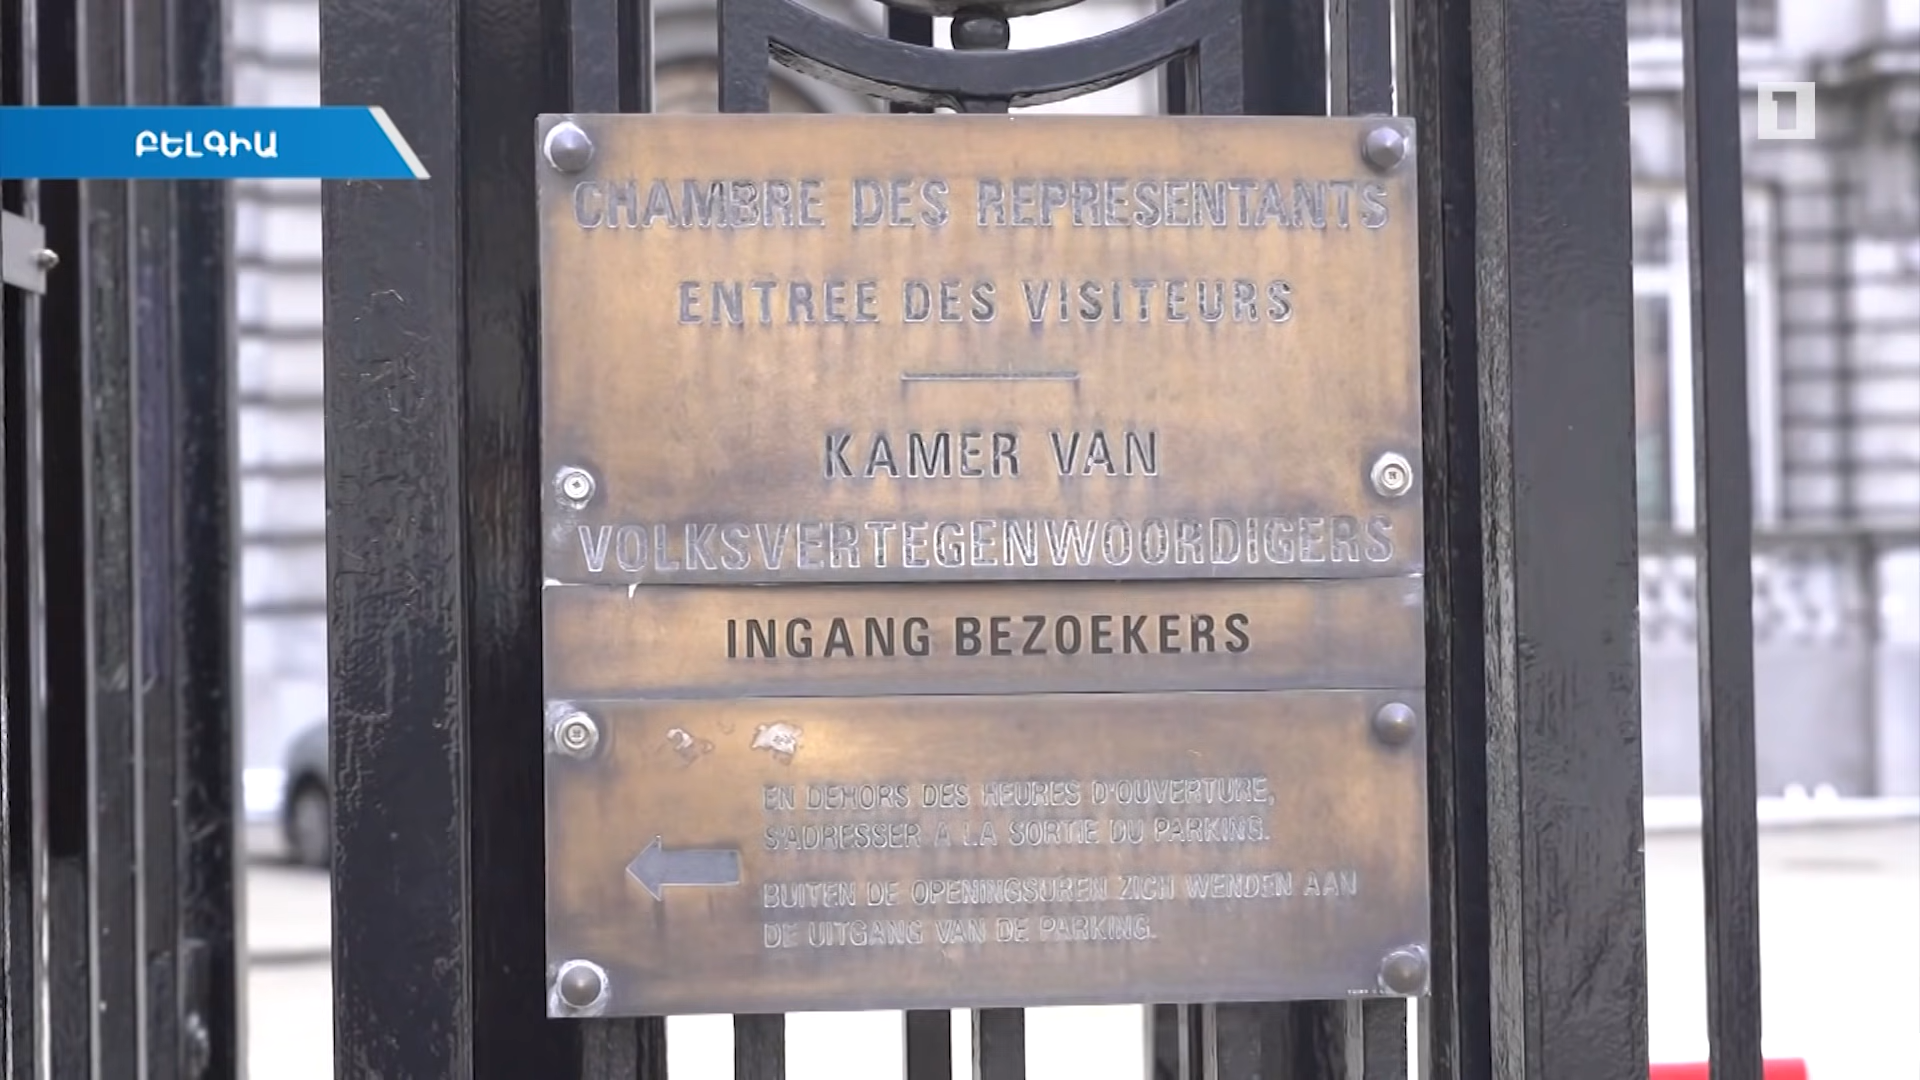 ԲԵԼԳԻԱ
1
CHAMBRE DES REPRESENTANTS
ENTREE DES VISITEURS
KAMER VAN
VOLKSVERTEGENWOORDIGERS
INGANG BEZOEKERS
EN DEHORS DES HEURES D'OUVERTURE,
S'ADRESSER A LA SORTIE DU PARKING.
BUITEN DE OPENINGSUREN ZICH WENDEN AAN
DE UITGANG VAN DE PARKING.